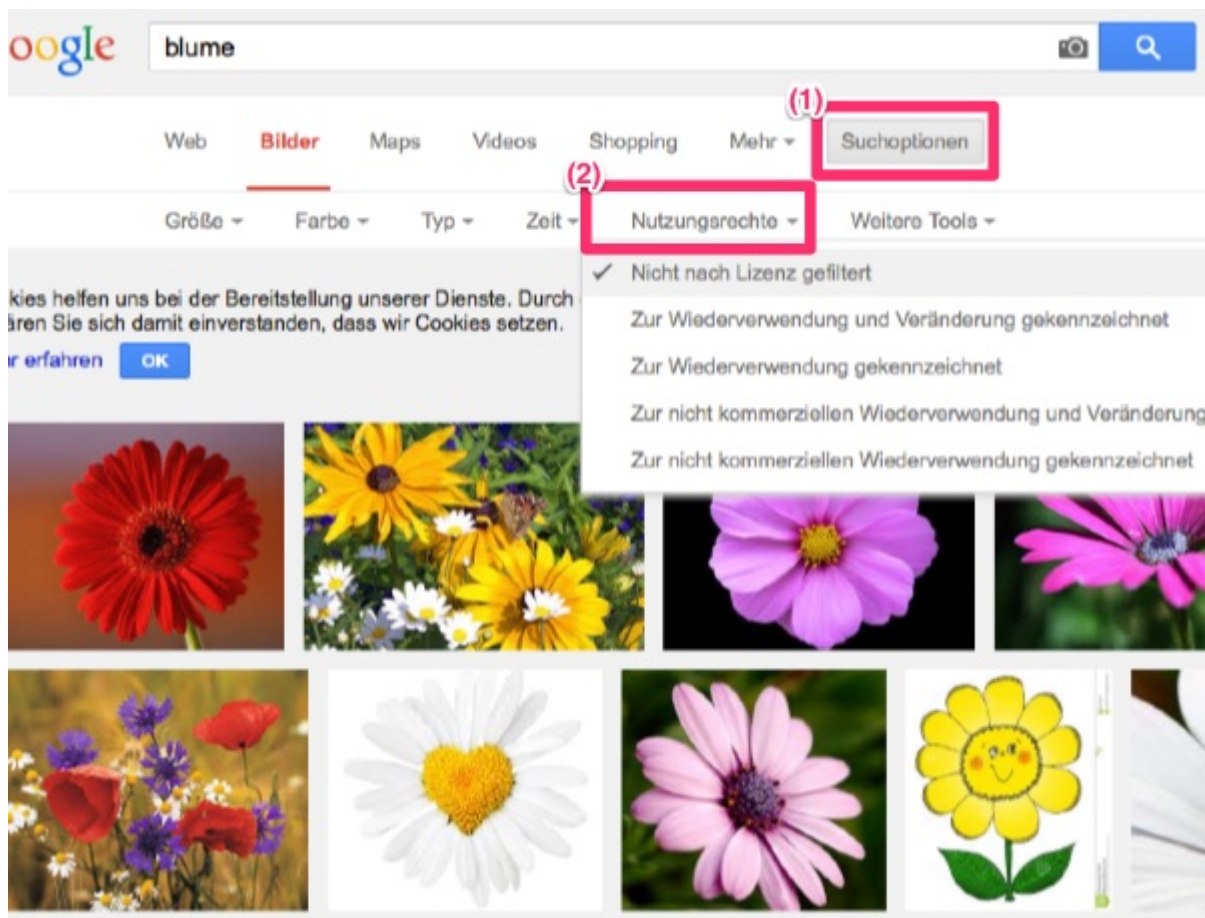 oogle
blume
(1)
Web Bilder Maps Videos Shopping Mehr Suchoptionen
(2)
Größe Farbe Typ Zeit Nutzungsrechte Weitere Tools
Nicht nach Lizenz gefiltert
kies helfen uns bei der Bereitstellung unserer Dienste. Durch
Zur Wiederverwendung und Veränderung gekennzeichnet
ären Sie sich damit einverstanden, dass wir Cookies setzen.
r erfahren OK
Zur Wiederverwendung gekennzeichnet
Zur nicht kommerziellen Wiederverwendung und Veränderung
Zur nicht kommerziellen Wiederverwendung gekennzeichnet